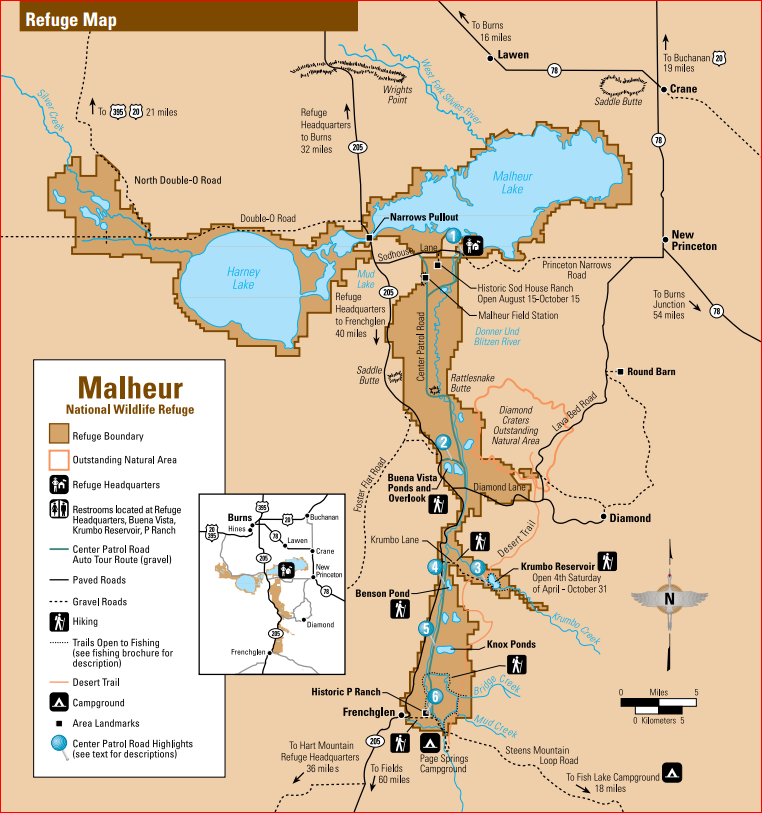 Refuge Map
To Burns
16 miles
Lawen
78
To Buchanan 20
19 miles
Crane
Saddle Butte
West Fork Silvies River
Wrights
Point
Silver Creek
To 395 20 21 miles
Refuge
Headquarters
to Burns
32 miles
205
78
North Double-O Road
Malheur
Lake
Double-O Road
Narrows Pullout
1
New
Princeton
Sodhouse Lane
Princeton Narrows
Road
Harney
Lake
Mud
Lake
Historic Sod House Ranch
Open August 15-October 15
Malheur Field Station
205
Refuge
Headquarters
to Frenchglen
40 miles
To Burns
Junction
54 miles
78
Donner Und
Blitzen River
Center Patrol Road
Saddle
Butte
Rattlesnake
Butte
Round Barn
Lava Bed Road
Diamond
Craters
Outstanding
Natural Area
2
Foster Flat Road
Buena Vista
Ponds and
Overlook
Diamond Lane
Diamond
Desert Trail
Krumbo Lane
4
3
Krumbo Reservoir
Open 4th Saturday
of April - October 31
Benson Pond
Krumbo Creek
N
5
Knox Ponds
Bridge Creek
6
Historic P Ranch
Frenchglen
Mud Creek
0 Miles 5
0 Kilometers 5
205
To Hart Mountain
Refuge Headquarters
36 miles
To Fields
60 miles
Page Springs
Campground
Steens Mountain
Loop Road
To Fish Lake Campground
18 miles
Malheur
National Wildlife Refuge
Refuge Boundary
Outstanding Natural Area
Refuge Headquarters
Restrooms located at Refuge
Headquarters, Buena Vista,
Krumbo Reservoir, P Ranch
Center Patrol Road
Auto Tour Route (gravel)
Paved Roads
Gravel Roads
Hiking
Trails Open to Fishing
(see fishing brochure for
description)
Desert Trail
Campground
Area Landmarks
Center Patrol Road Highlights
(see text for descriptions)
395
Burns
20
Buchanan
Hines
20
395
78
Lawen
Crane
205
New
Princeton
78
Diamond
205
Frenchglen